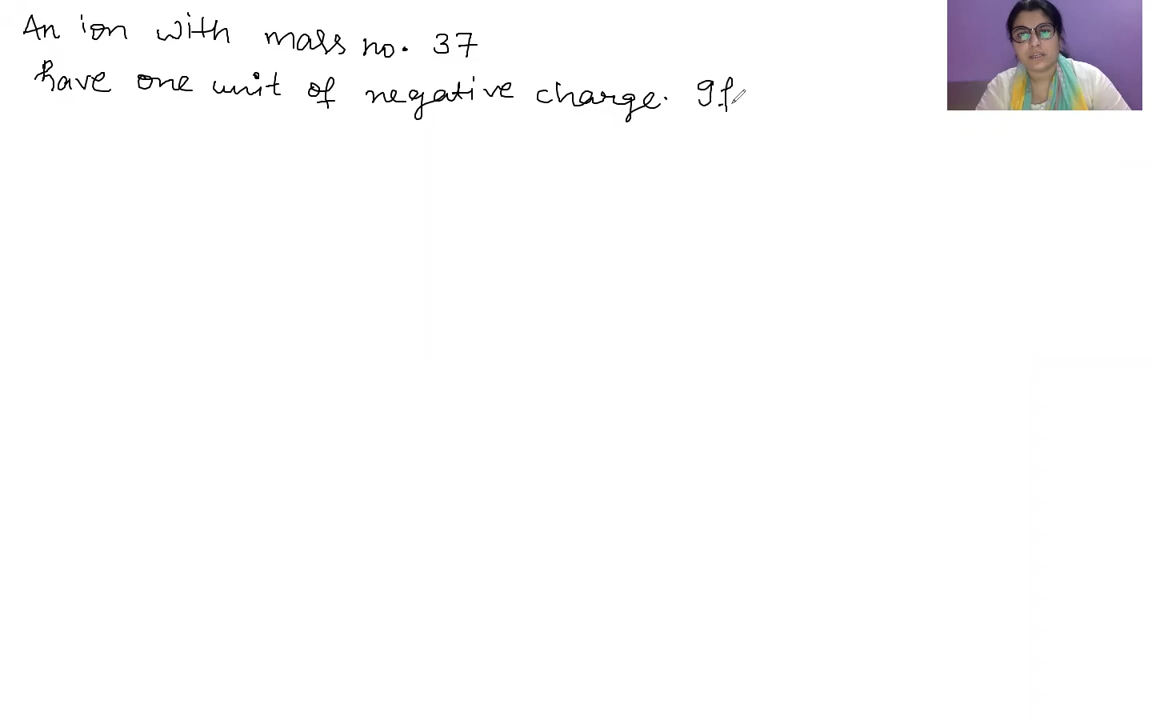 An ion with mass no. 37
have one unit of negative charge. If